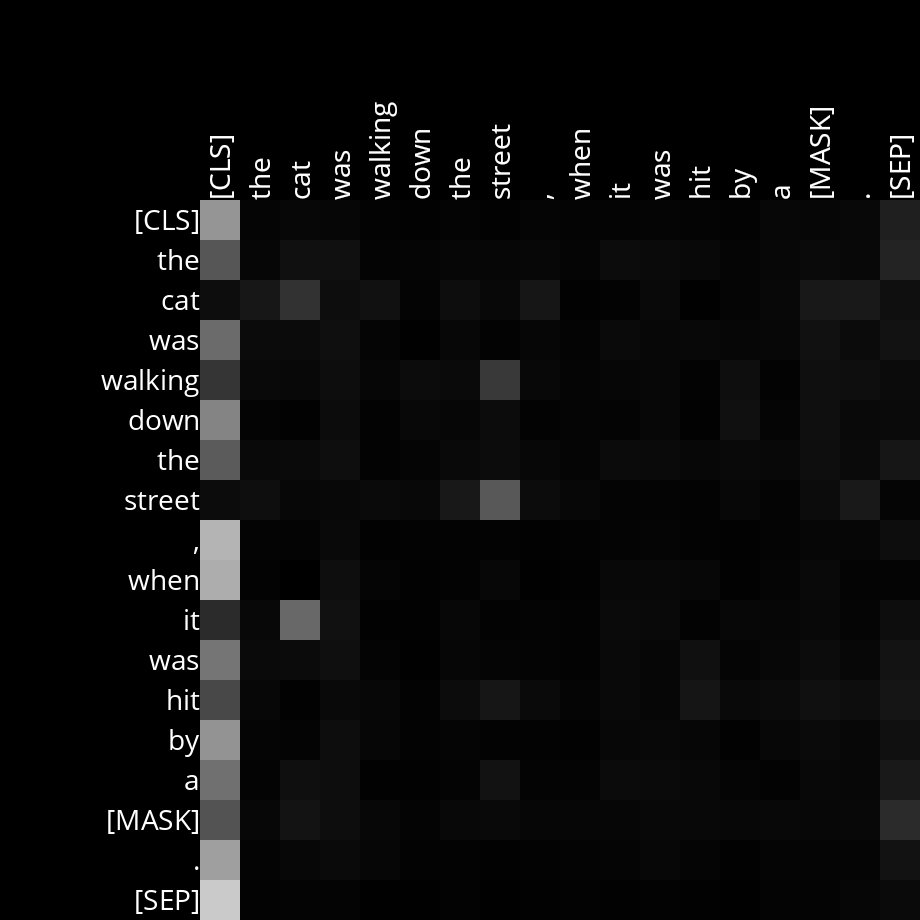 [CLS] the cat was walking down the street , when it was hit by a [MASK] . [SEP]
[CLS]
the
cat
was
walking
down
the
street
,
when
it
was
hit
by
a
[MASK]
.
[SEP]